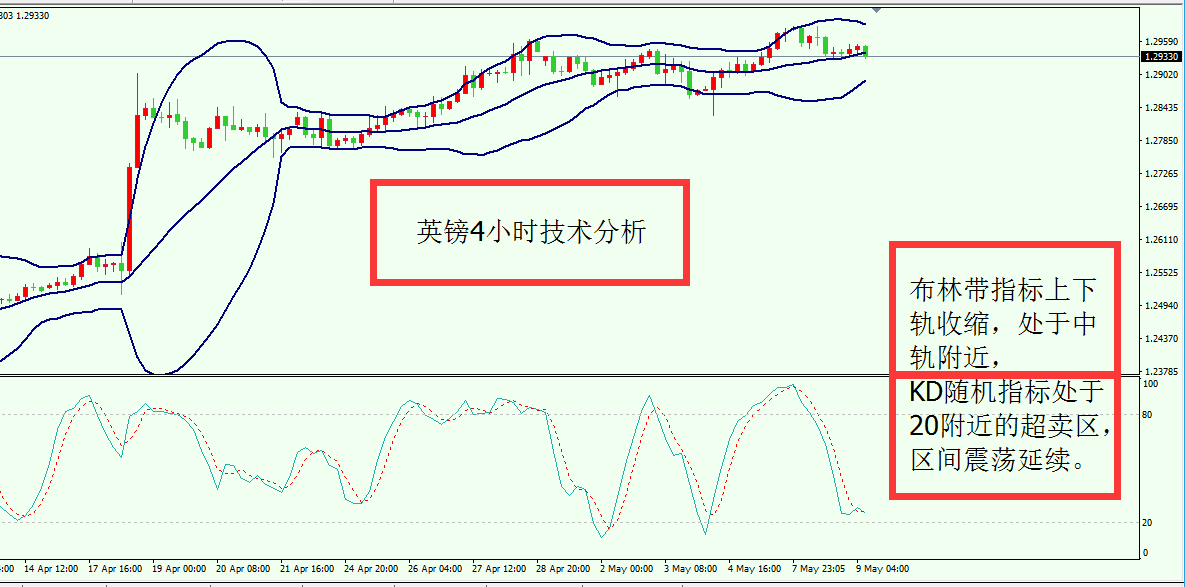 303 1.29330
1.29590
1.29330
1.29020
1.28435
1.27850
1.27265
1.26695
1.26110
1.25525
1.24940
1.24370
1.23785
英镑4小时技术分析
布林带指标上下
轨收缩，处于中
轨附近，
KD随机指标处于
20附近的超卖区，
区间震荡延续。
100
80
20
0
14 Apr 12:00
17 Apr 16:00
19 Apr 00:00
20 Apr 08:00
21 Apr 16:00
24 Apr 20:00
26 Apr 04:00
27 Apr 12:00
28 Apr 20:00
2 May 00:00
3 May 08:00
4 May 16:00
7 May 23:05
9 May 04:00